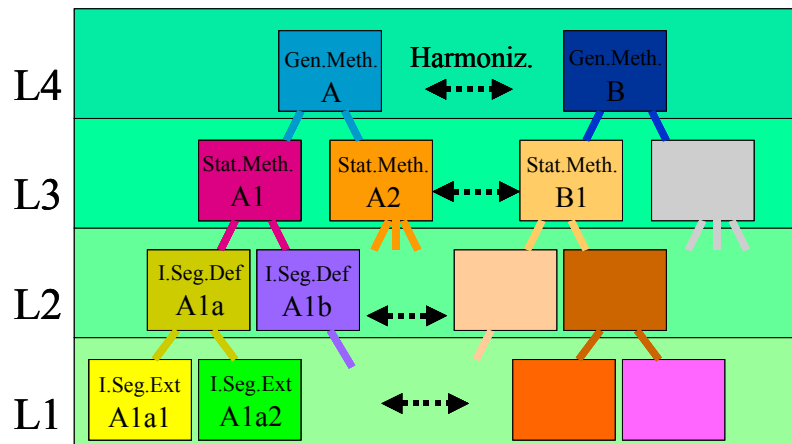 L4
Gen.Meth.
A
Harmoniz.
Gen.Meth.
B
L3
Stat.Meth.
A1
Stat.Meth.
A2
Stat.Meth.
B1
L2
I.Seg.Def
A1a
I.Seg.Def
A1b
L1
I.Seg.Ext
A1a1
I.Seg.Ext
A1a2